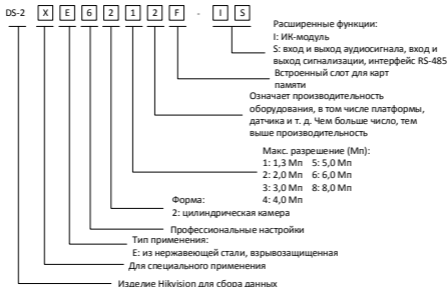 DS-2 X E 6 2 1 2 F - I S
Расширенные функции:
I: ИК-модуль
S: вход и выход аудиосигнала, вход и
выход сигнализации, интерфейс RS-485
Встроенный слот для карт
памяти
Означает производительность
оборудования, в том числе платформы,
датчика и т. д. Чем больше число, тем
выше производительность
Макс. разрешение (Мп):
1: 1,3 Мп 5: 5,0 Мп
2: 2,0 Мп 6: 6,0 Мп
3: 3,0 Мп 8: 8,0 Мп
4: 4,0 Мп
Форма:
2: цилиндрическая камера
Профессиональные настройки
Тип применения:
E: из нержавеющей стали, взрывозащищенная
Для специального применения
Изделие Hikvision для сбора данных